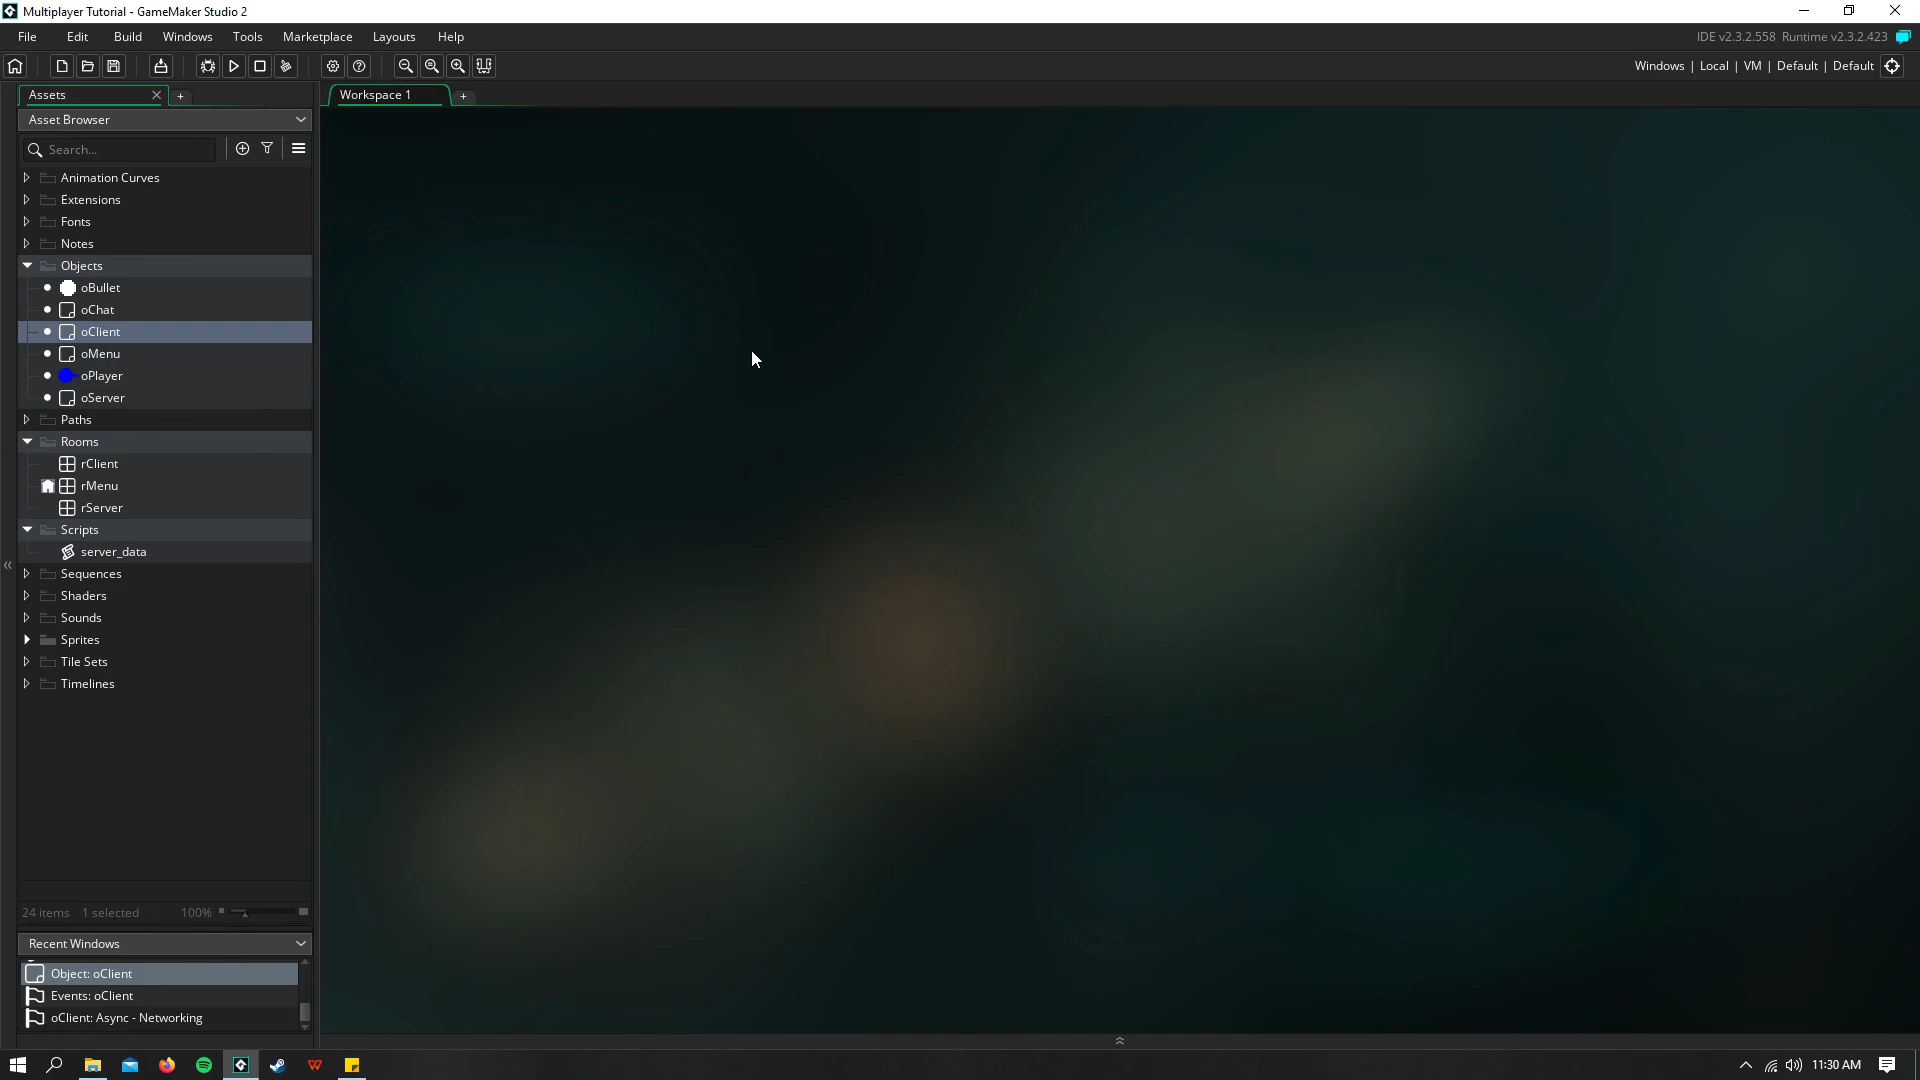 Multiplayer Tutorial - GameMaker Studio 2
File Edit Build Windows Tools Marketplace Layouts Help
IDE v2.3.2.558 Runtime v2.3.2.423
Windows | Local | VM | Default | Default
Assets
Workspace 1
Asset Browser
Search...
Animation Curves
Extensions
Fonts
Notes
Objects
oBullet
oChat
oClient
oMenu
oPlayer
oServer
Paths
Rooms
rClient
rMenu
rServer
Scripts
server_data
Sequences
Shaders
Sounds
Sprites
Tile Sets
Timelines
24 items 1 selected 100%
Recent Windows
Object: oClient
Events: oClient
oClient: Async - Networking
11:30 AM